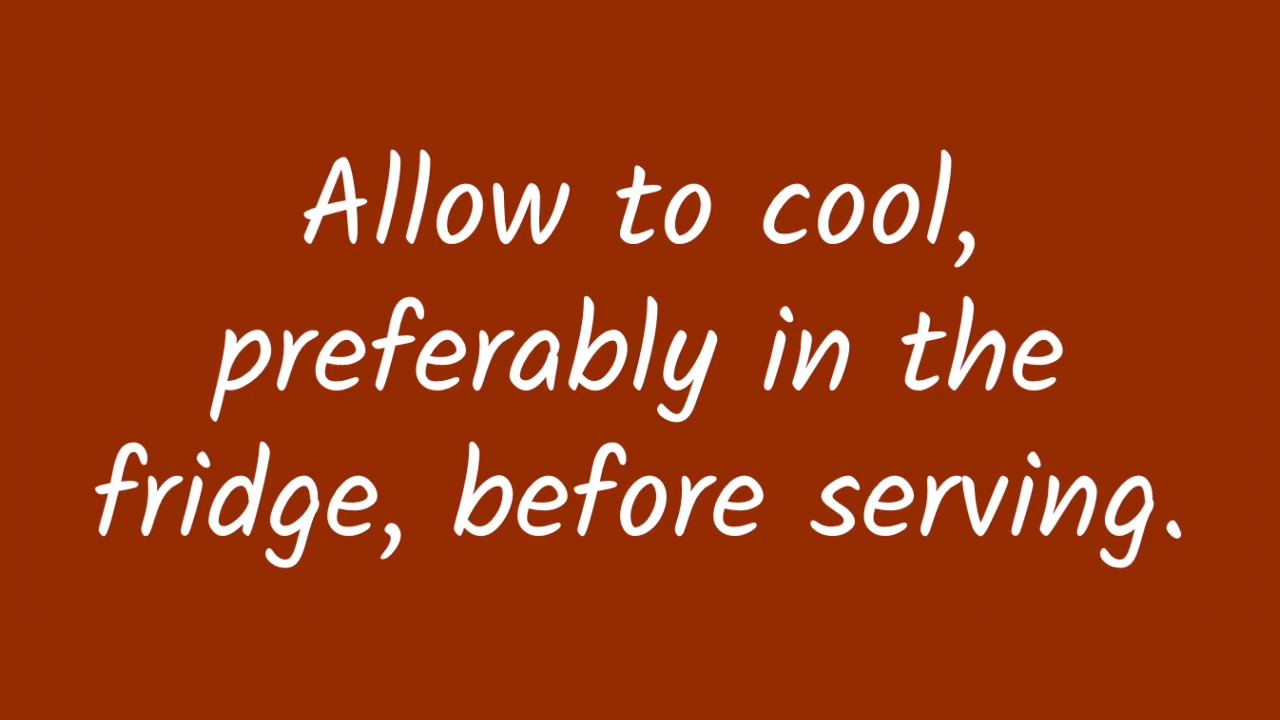 Allow to cool,
preferably in the
fridge, before serving.